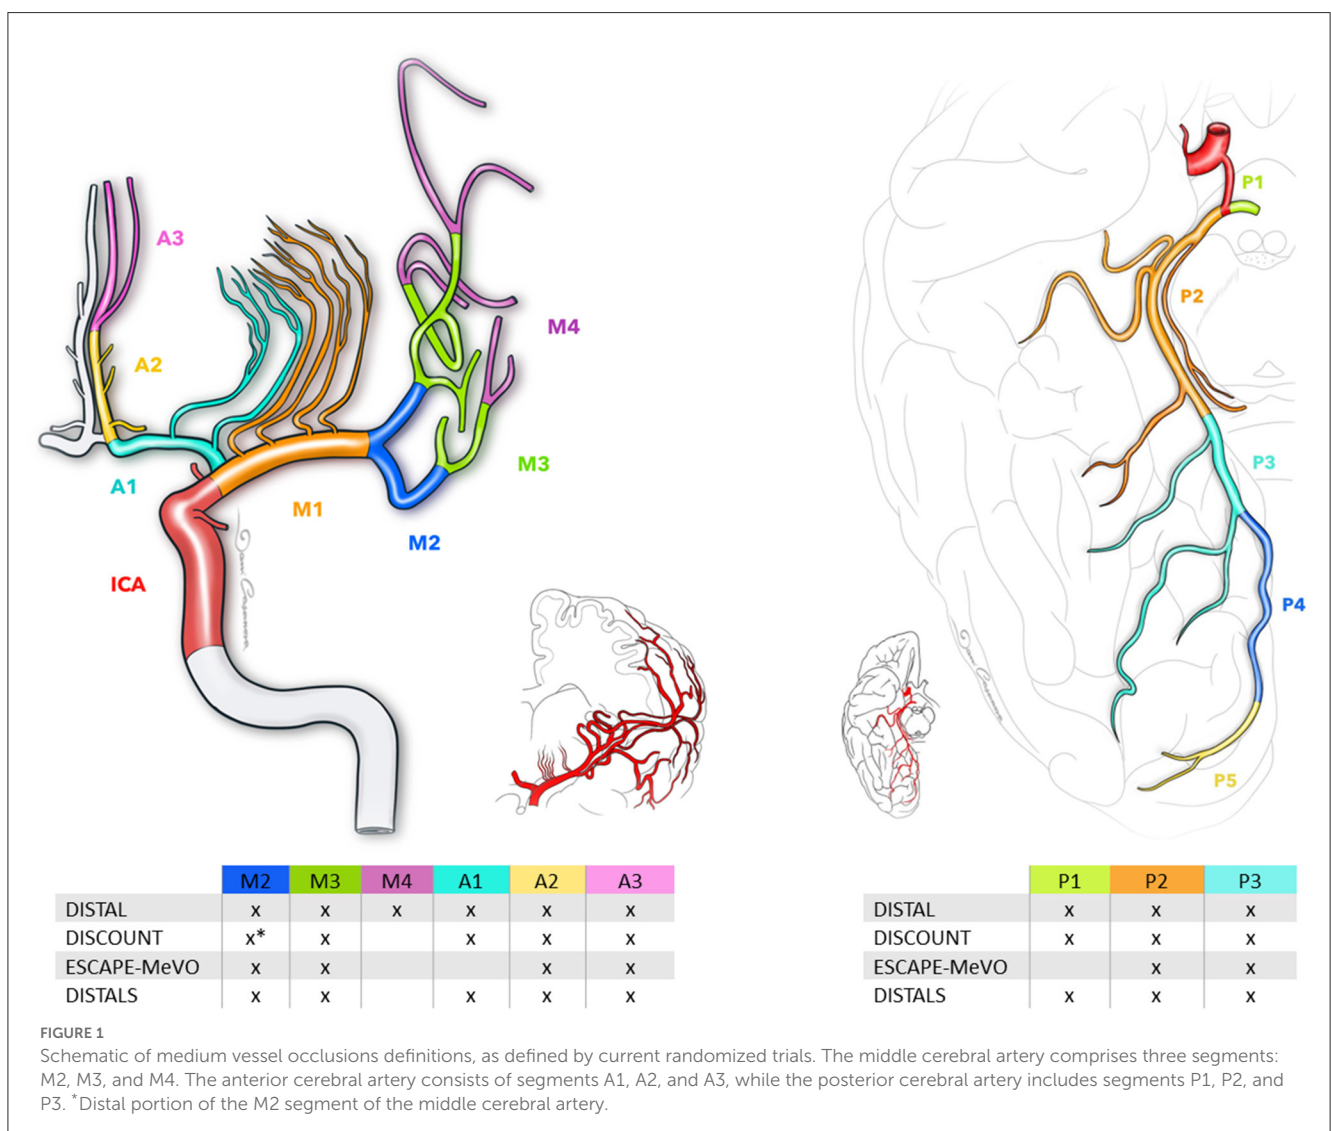 A3
A2
A1
ICA
M1
M2
M3
M4
P1
P2
P3
P4
P5
M2 M3 M4 A1 A2 A3
DISTAL x x x x x x
DISCOUNT x* x x x x
ESCAPE-MeVO x x x x
DISTALS x x x x x
P1 P2 P3
DISTAL x x x
DISCOUNT x x x
ESCAPE-MeVO x x
DISTALS x x x
FIGURE 1
Schematic of medium vessel occlusions definitions, as defined by current randomized trials. The middle cerebral artery comprises three segments:
M2, M3, and M4. The anterior cerebral artery consists of segments A1, A2, and A3, while the posterior cerebral artery includes segments P1, P2, and
P3. *Distal portion of the M2 segment of the middle cerebral artery.